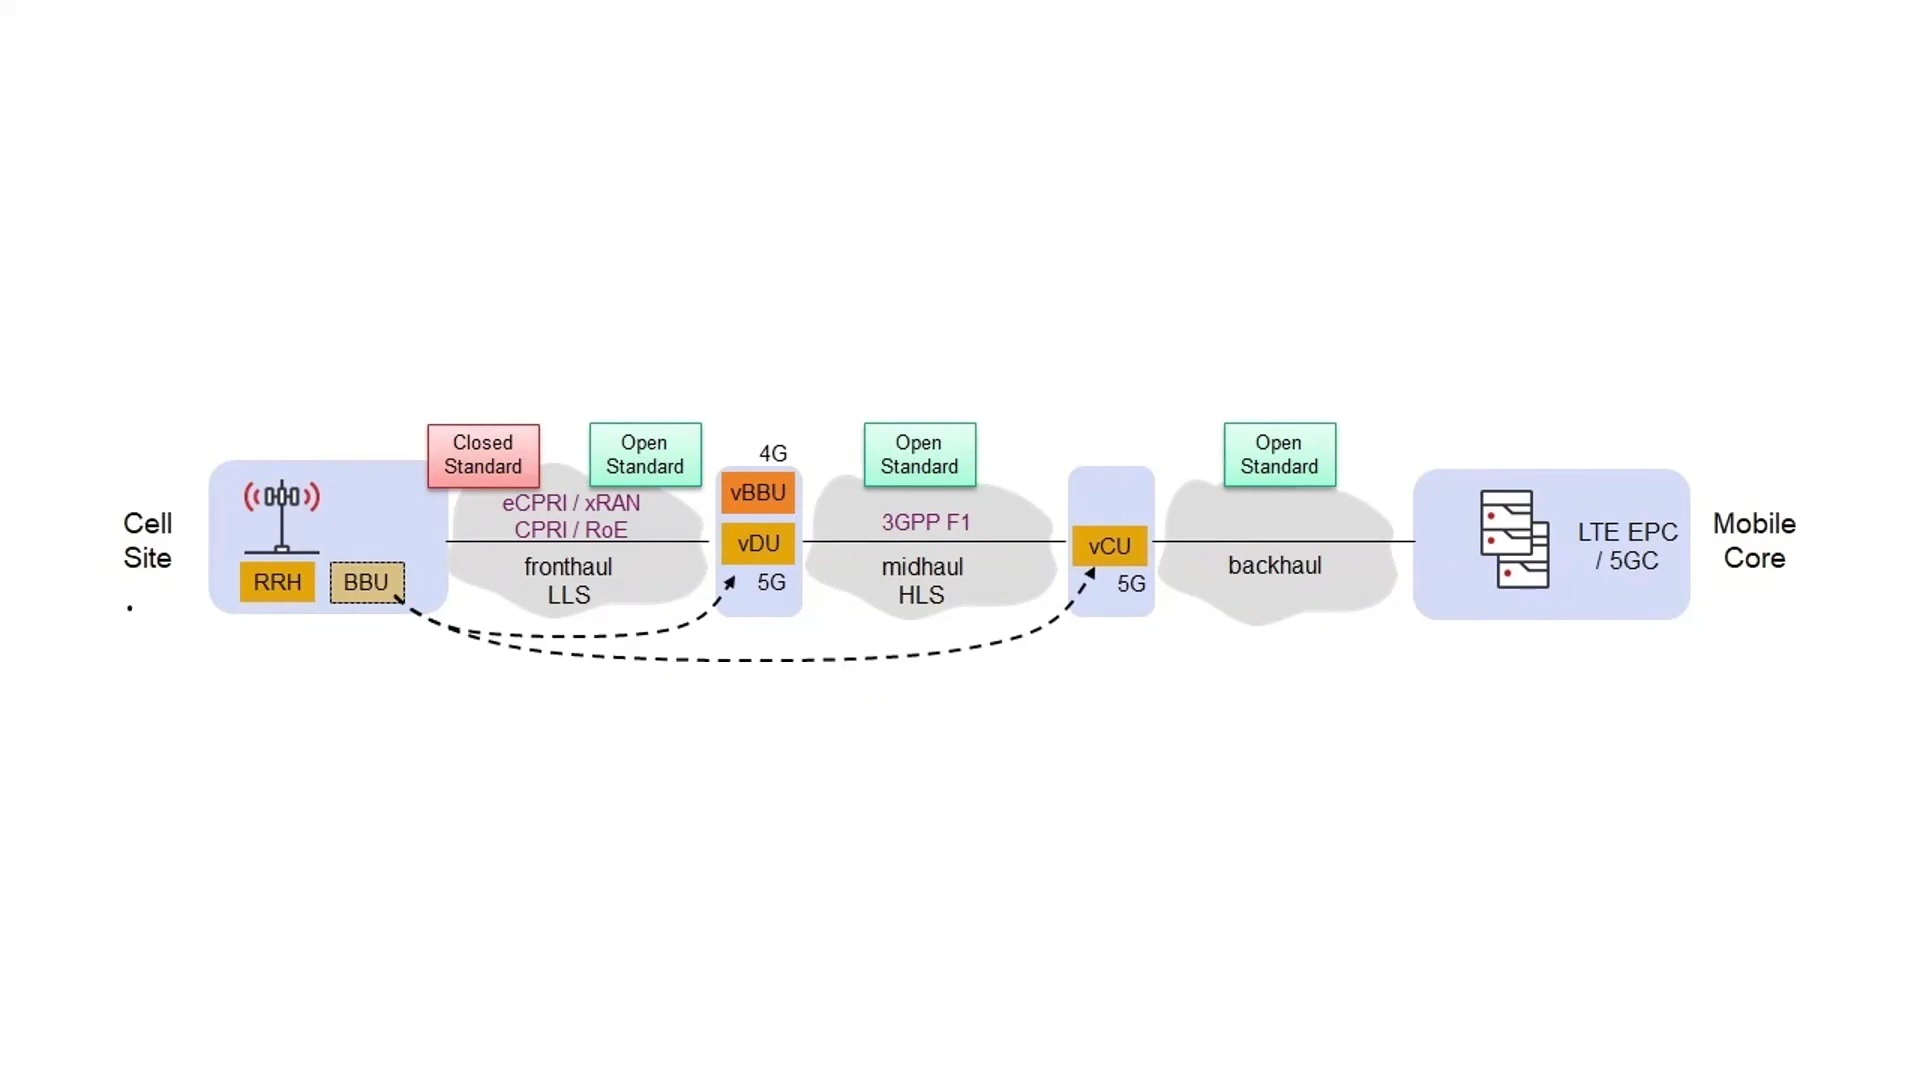 Cell
Site
.
RRH
BBU
Closed
Standard
Open
Standard
eCPRI / xRAN
CPRI / RoE
fronthaul
LLS
4G
vBBU
vDU
5G
Open
Standard
3GPP F1
midhaul
HLS
vCU
5G
Open
Standard
backhaul
LTE EPC
/ 5GC
Mobile
Core